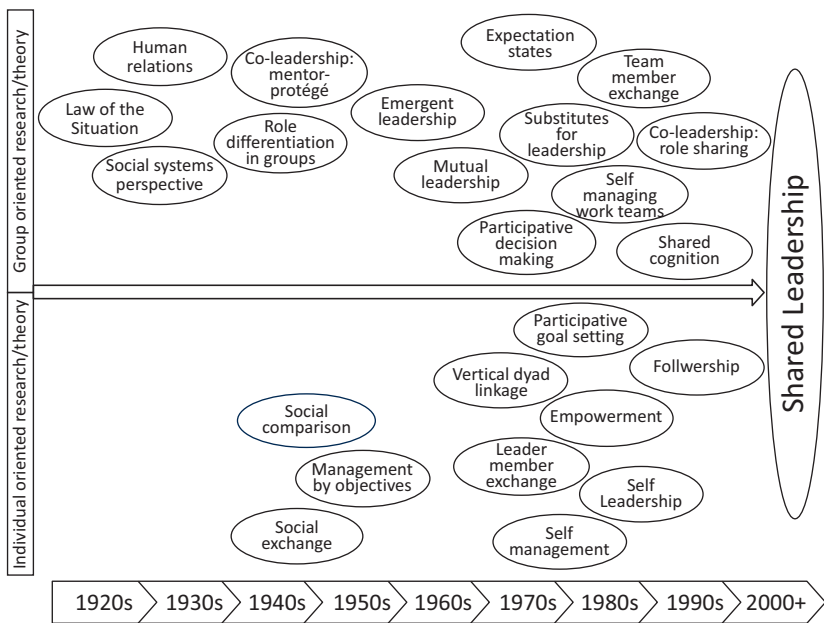 Group oriented research/theory
Human
relations
Co-leadership:
mentor-
protégé
Expectation
states
Team
member
exchange
Law of the
Situation
Emergent
leadership
Role
differentiation
in groups
Substitutes
for
leadership
Co-leadership:
role sharing
Social systems
perspective
Mutual
leadership
Self
managing
work teams
Participative
decision
making
Shared
cognition
Shared Leadership
Individual oriented research/theory
Participative
goal setting
Follwership
Vertical dyad
linkage
Social
comparison
Empowerment
Leader
member
exchange
Management
by objectives
Self
Leadership
Social
exchange
Self
management
1920s
1930s
1940s
1950s
1960s
1970s
1980s
1990s
2000+